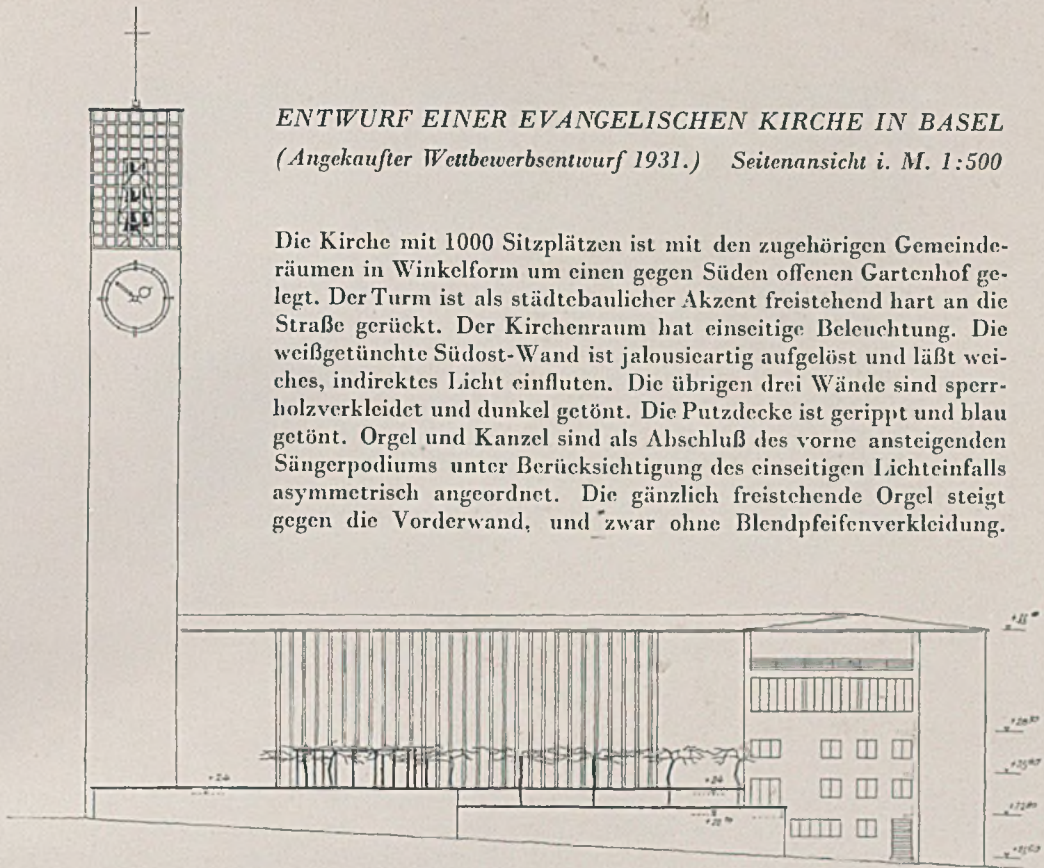 ENTWURF EINER EVANGELISCHEN KIRCHE IN BASEL
(Angekaufter Wettbewerbsentwurf 1931.) Seitenansicht i. M. 1:500
Die Kirche mit 1000 Sitzplätzen ist mit den zugehörigen Gemeinde-
räumen in Winkelform um einen gegen Süden offenen Gartenhof ge-
legt. Der Turm ist als städtebaulicher Akzent freistehend hart an die
Straße gerückt. Der Kirchenraum hat einseitige Beleuchtung. Die
weißgetünchte Südost-Wand ist jalousieartig aufgelöst und läßt wei-
ches, indirektes Licht einfluten. Die übrigen drei Wände sind sperr-
holzverkleidet und dunkel getönt. Die Putzdecke ist gerippt und blau
getönt. Orgel und Kanzel sind als Abschluß des vorne ansteigenden
Sängerpodiums unter Berücksichtigung des einseitigen Lichteinfalls
asymmetrisch angeordnet. Die gänzlich freistehende Orgel steigt
gegen die Vorderwand, und zwar ohne Blendpfeifenverkleidung.